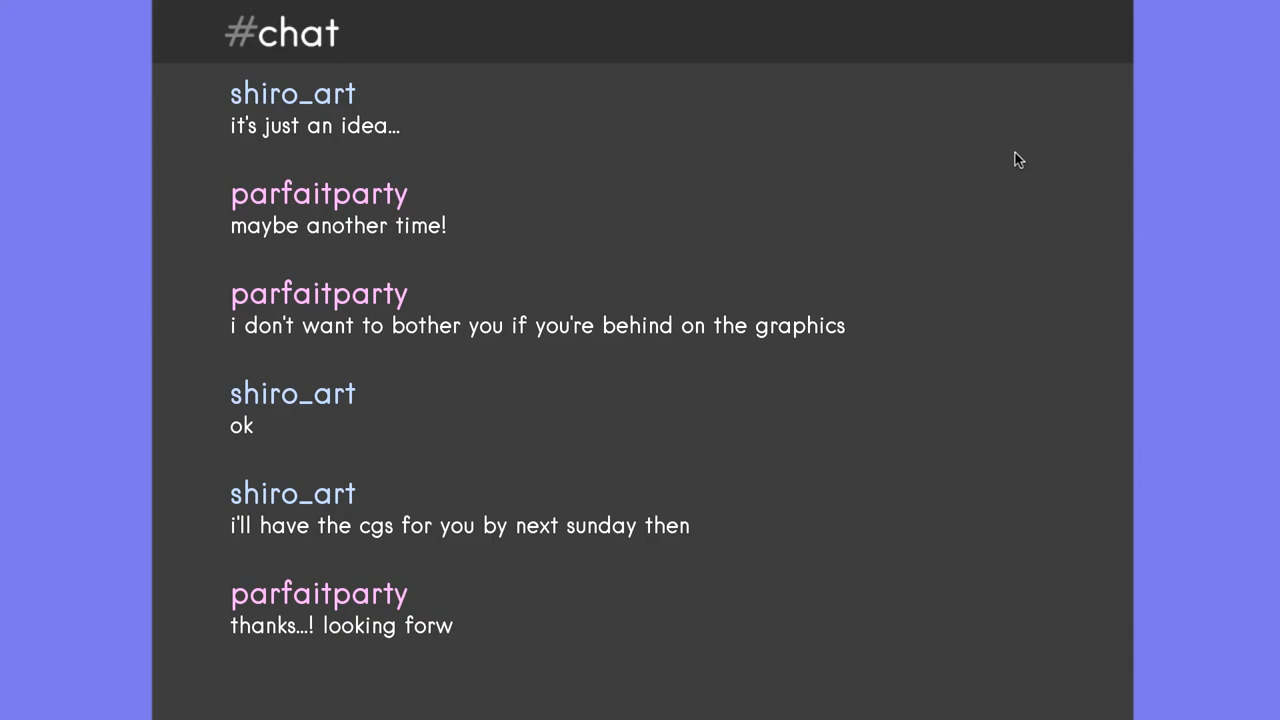 #chat
shiro_art
it's just an idea...
parfaitparty
maybe another time!
parfaitparty
i don't want to bother you if you're behind on the graphics
shiro_art
ok
shiro_art
i'll have the cgs for you by next sunday then
parfaitparty
thanks...! looking forw